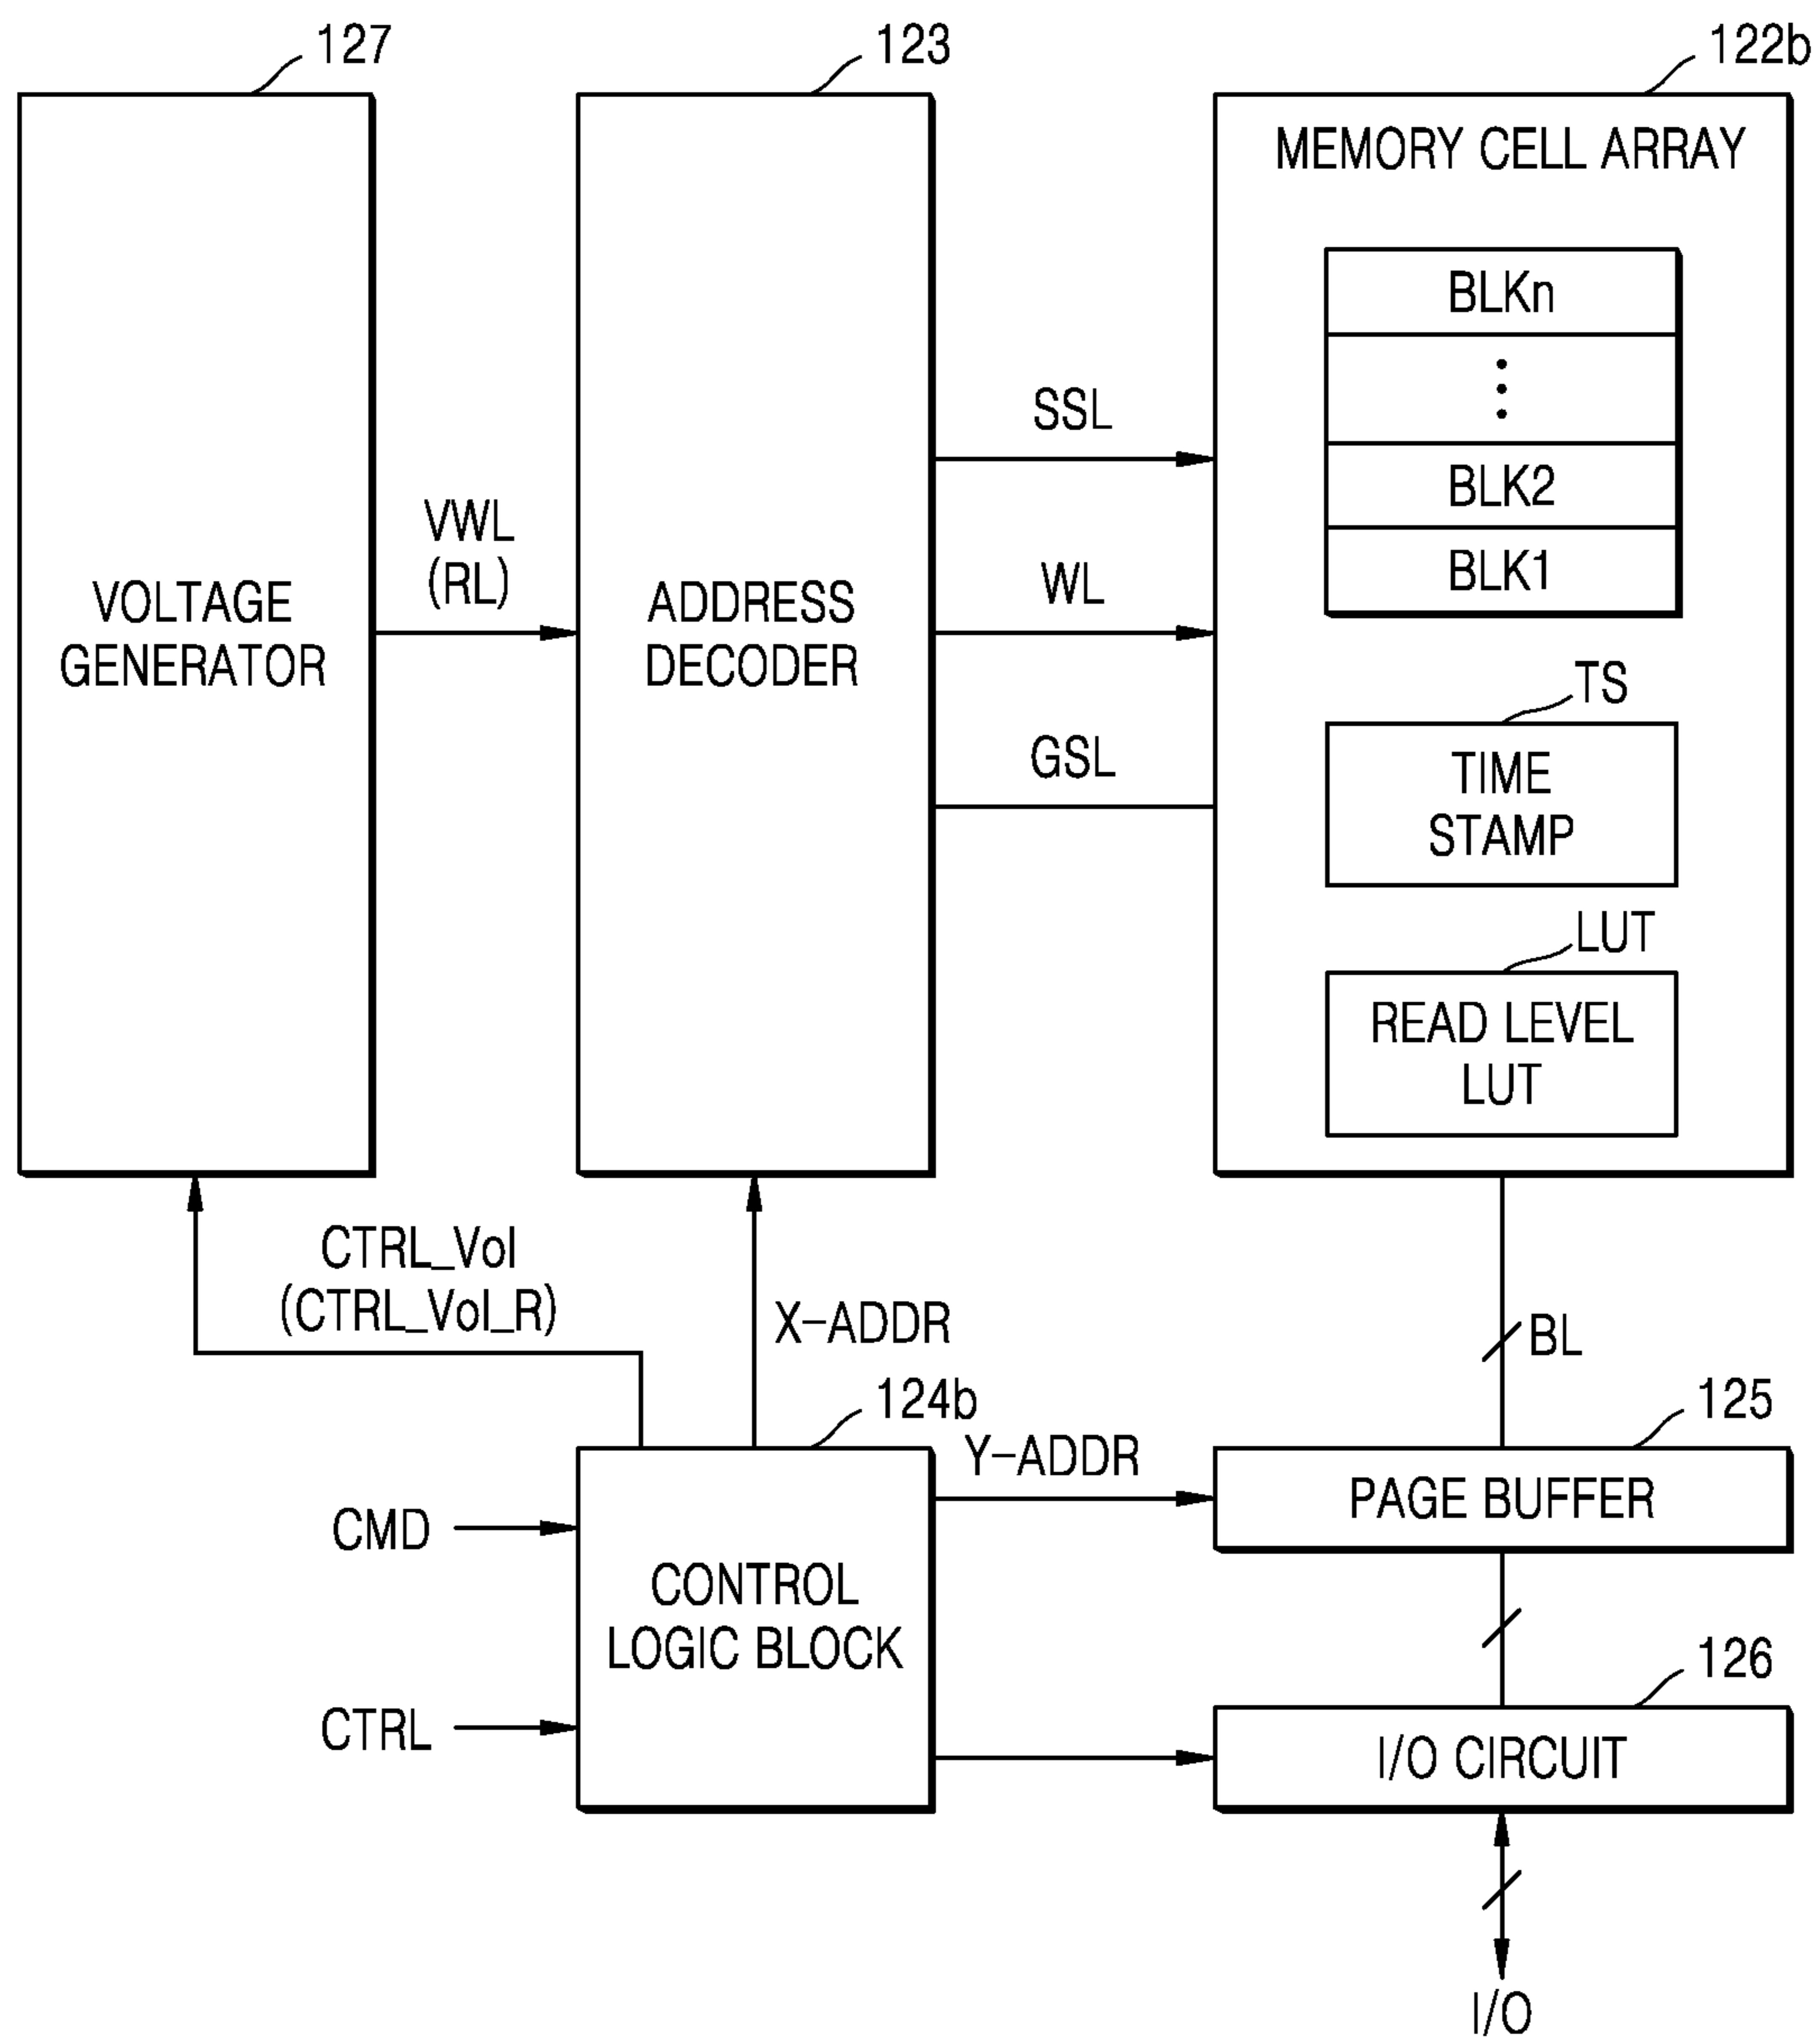 127
123
122b
MEMORY CELL ARRAY
BLKn
BLK2
BLK1
SSL
WL
GSL
VWL
(RL)
VOLTAGE
GENERATOR
ADDRESS
DECODER
TS
TIME
STAMP
LUT
READ LEVEL
LUT
CTRL_Vol
(CTRL_Vol_R)
X-ADDR
BL
124b
Y-ADDR
125
PAGE BUFFER
CMD
CONTROL
LOGIC BLOCK
CTRL
126
I/O CIRCUIT
I/O